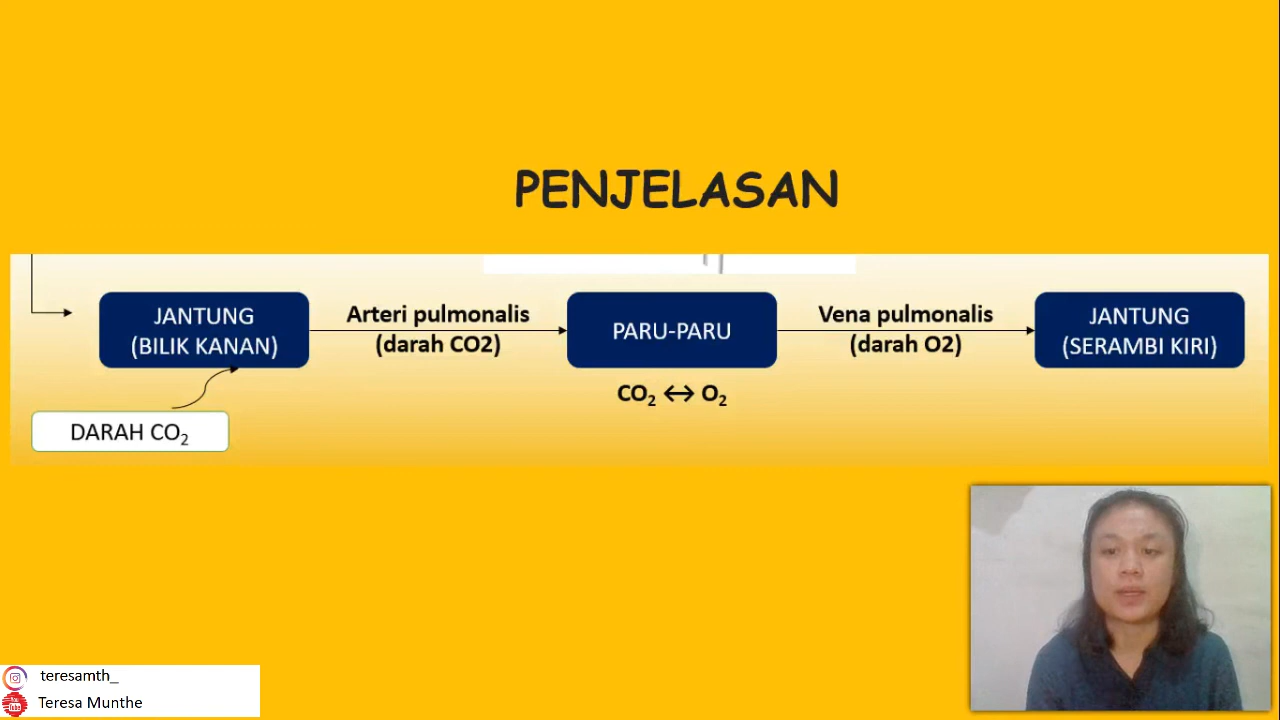 PENJELASAN
JANTUNG
(BILIK KANAN)
Arteri pulmonalis
(darah CO2)
PARU-PARU
Vena pulmonalis
(darah O2)
JANTUNG
(SERAMBI KIRI)
CO₂ ↔ O₂
DARAH CO₂
teresamth_
Teresa Munthe